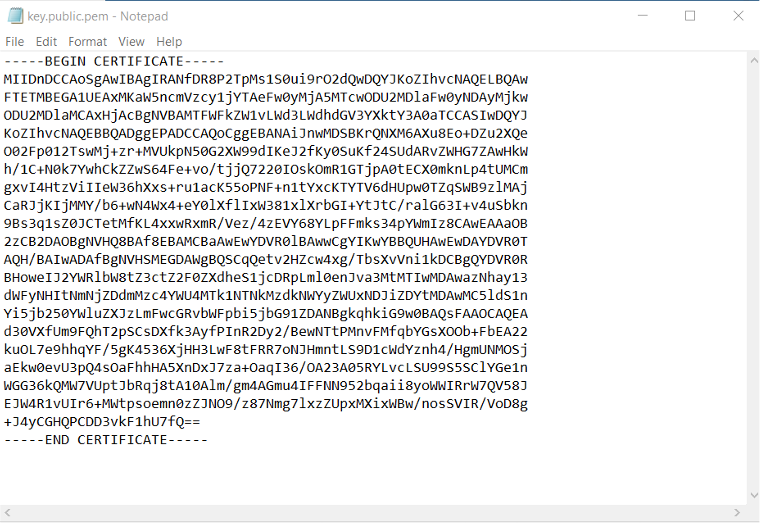 key.public.pem - Notepad
File Edit Format View Help
-----BEGIN CERTIFICATE-----
MIIDnDCCAoSgAwIBAgIRANfDR8P2TpMs1S0ui9rO2dQwDQYJKoZIhvcNAQELBQAw
FTETMBEGA1UEAxMKaW5ncmVzcy1jYTAeFw0yMjA5MTcwODU2MDlaFw0yNDAyMjkw
ODU2MDlaMCAxHjAcBgNVBAMTFWFkZW1vLWd3LWdhdGV3YXktY3A0aTCCASIwDQYJ
KoZIhvcNAQEBBQADggEPADCCAQoCggEBANAiJnwMDSBKrQNXM6AXu8Eo+DZu2XQe
O02Fp012TswMj+zr+MVUkpN50G2XW99dIKeJ2fKy0SuKf24SUdARvZWHG7ZAwHkW
h/1C+N0k7YwhCkZZwS64Fe+vo/tjjQ7220IOskOmR1GTjpA0tECX0mknLp4tUMCm
gxvI4HtzViIIeW36hXxs+ru1acK55oPNF+n1tYxcKTYTV6dHUpw0TZqSWB9zlMAj
CaRJjKIjMMY/b6+wN4Wx4+eY0lXflIxW381xlXrbGI+YtJtC/ralG63I+v4uSbkn
9Bs3q1sZ0JCTetMfKL4xxwRxmR/Vez/4zEVY68YLpFFmks34pYWmIz8CAwEAAaOB
2zCB2DAOBgNVHQ8BAf8EBAMCBaAwEwYDVR0lBAwwCgYIKwYBBQUHAwEwDAYDVR0T
AQH/BAIwADAfBgNVHSMEGDAWgBQSCqQetv2HZcw4xg/TbsXvVni1kDCBgQYDVR0R
BHoweIJ2YWRlbW8tZ3ctZ2F0ZXdheS1jcDRpLml0enJva3MtMTIwMDAwazNhay13
dWFyNHItNmNjZDdmMzc4YWU4MTk1NTNkMzdkNWYyZWUxNDJiZDYtMDAwMC5ldS1n
Yi5jb250YWluZXJzLmFwcGRvbWFpbi5jbG91ZDANBgkqhkiG9w0BAQsFAAOCAQEA
d30VXfUm9FQhT2pSCsDXfk3AyfPInR2Dy2/BewNTtPMnvFMfqbYGsXOOb+FbEA22
kuOL7e9hhqYF/5gK4536XjHH3LwF8tFRR7oNJHmntLS9D1cWdYznh4/HgmUNMOSj
aEkw0evU3pQ4sOaFhhHA5XnDxJ7za+OaqI36/OA23A05RYLvcLSU99S5SClYGe1n
WGG36kQMW7VUptJbRqj8tA10Alm/gm4AGmu4IFFNN952bqaii8yoWWIRrW7QV58J
EJW4R1vUIr6+MWtpsoemn0zZJNO9/z87Nmg7lxzZUpxMXixWBw/nosSVIR/VoD8g
+J4yCGHQPCDD3vkF1hU7fQ==
-----END CERTIFICATE-----